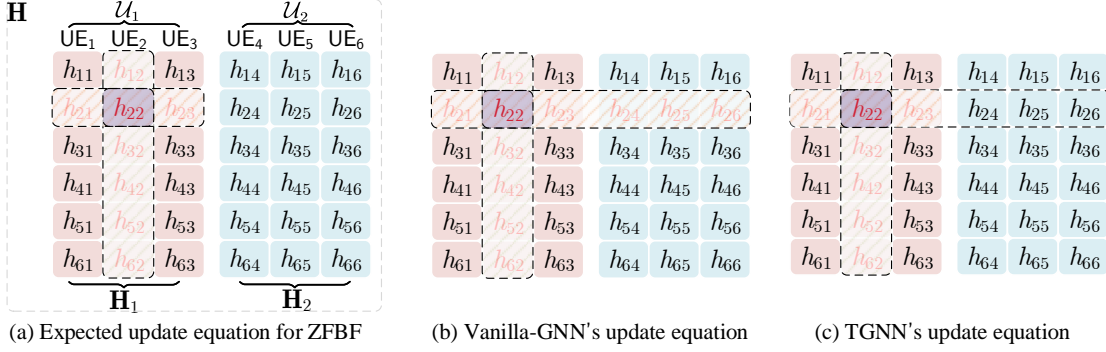 H
𝒰₁ 𝒰₂
UE₁ UE₂ UE₃ UE₄ UE₅ UE₆
h₁₁ h₁₂ h₁₃ h₁₄ h₁₅ h₁₆ h₁₁ h₁₂ h₁₃ h₁₄ h₁₅ h₁₆ h₁₁ h₁₂ h₁₃ h₁₄ h₁₅ h₁₆
h₂₁ h₂₂ h₂₃ h₂₄ h₂₅ h₂₆ h₂₁ h₂₂ h₂₃ h₂₄ h₂₅ h₂₆ h₂₁ h₂₂ h₂₃ h₂₄ h₂₅ h₂₆
h₃₁ h₃₂ h₃₃ h₃₄ h₃₅ h₃₆ h₃₁ h₃₂ h₃₃ h₃₄ h₃₅ h₃₆ h₃₁ h₃₂ h₃₃ h₃₄ h₃₅ h₃₆
h₄₁ h₄₂ h₄₃ h₄₄ h₄₅ h₄₆ h₄₁ h₄₂ h₄₃ h₄₄ h₄₅ h₄₆ h₄₁ h₄₂ h₄₃ h₄₄ h₄₅ h₄₆
h₅₁ h₅₂ h₅₃ h₅₄ h₅₅ h₅₆ h₅₁ h₅₂ h₅₃ h₅₄ h₅₅ h₅₆ h₅₁ h₅₂ h₅₃ h₅₄ h₅₅ h₅₆
h₆₁ h₆₂ h₆₃ h₆₄ h₆₅ h₆₆ h₆₁ h₆₂ h₆₃ h₆₄ h₆₅ h₆₆ h₆₁ h₆₂ h₆₃ h₆₄ h₆₅ h₆₆
H₁ H₂
(a) Expected update equation for ZFBF (b) Vanilla-GNN's update equation (c) TGNN's update equation